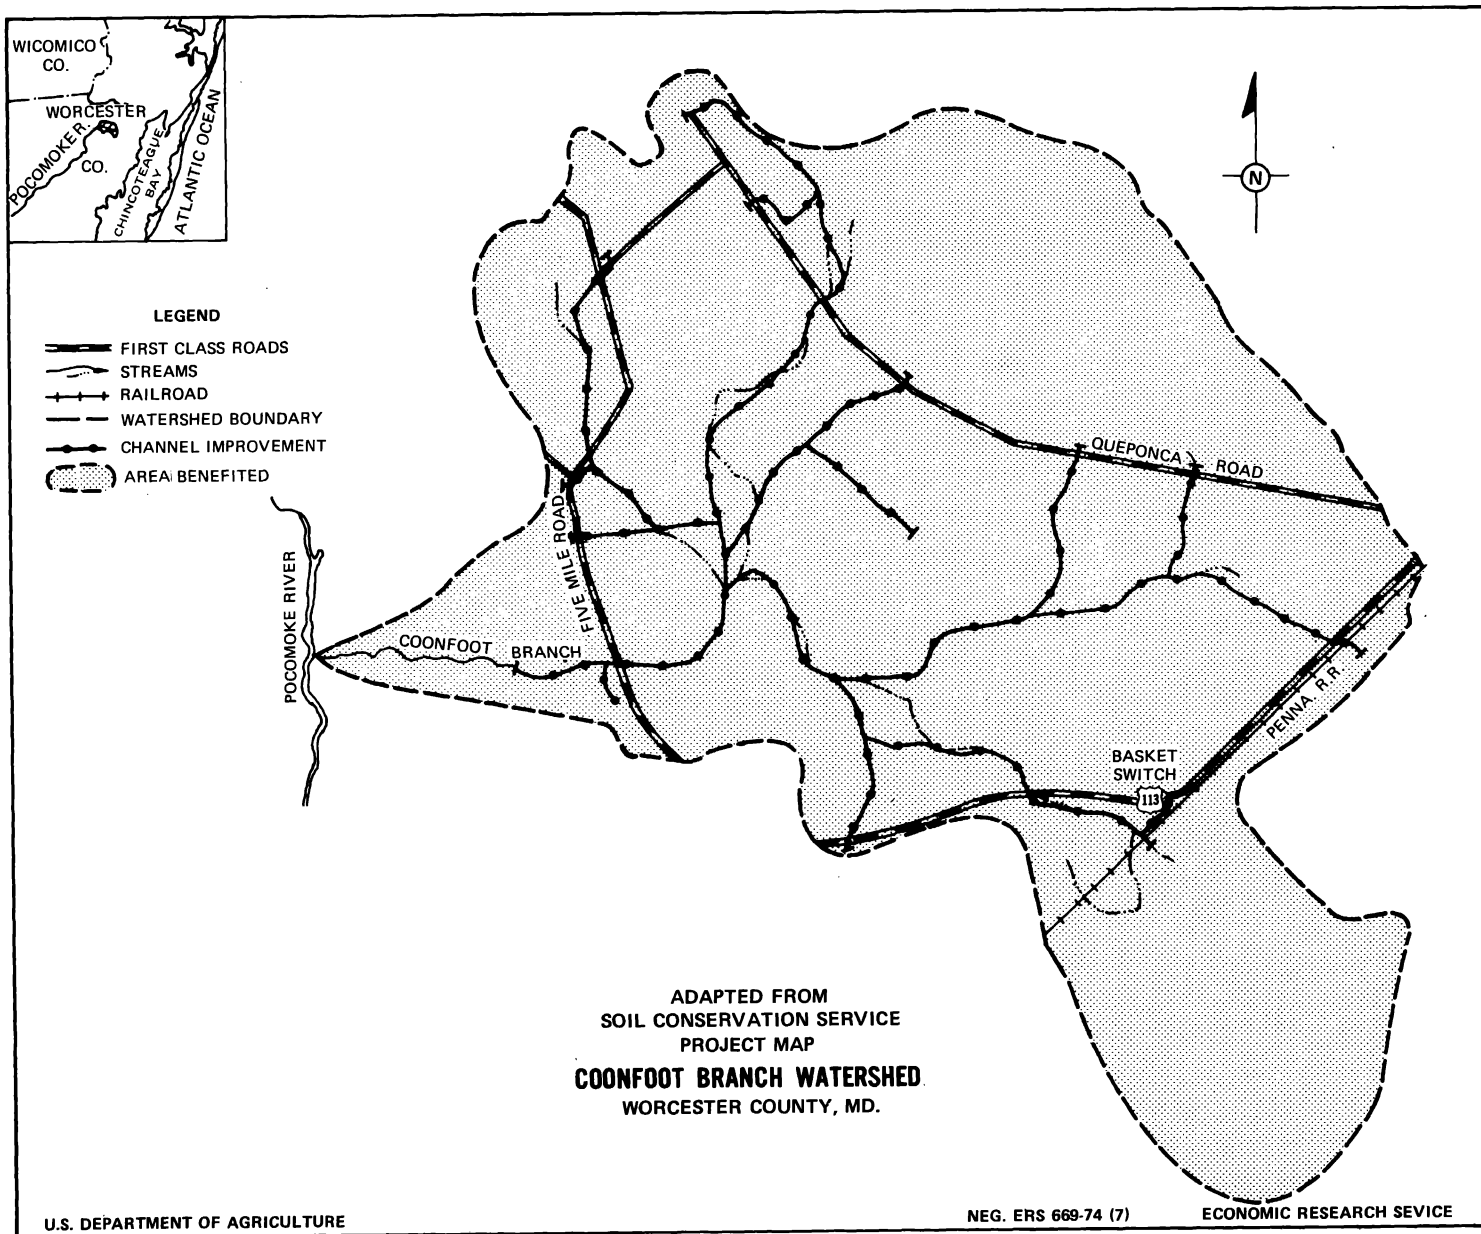 WICOMICO
CO.
WORCESTER
CO.
POCOMOKER.
CHINCOTEAGUE
BAY
ATLANTIC OCEAN
N
LEGEND
FIRST CLASS ROADS
STREAMS
RAILROAD
WATERSHED BOUNDARY
CHANNEL IMPROVEMENT
AREA BENEFITED
QUEPONCA ROAD
FIVE MILE ROAD
POCOMOKE RIVER
COONFOOT BRANCH
PENNA. R.R.
BASKET
SWITCH
113
ADAPTED FROM
SOIL CONSERVATION SERVICE
PROJECT MAP
COONFOOT BRANCH WATERSHED
WORCESTER COUNTY, MD.
U.S. DEPARTMENT OF AGRICULTURE
NEG. ERS 669-74 (7)
ECONOMIC RESEARCH SEVICE